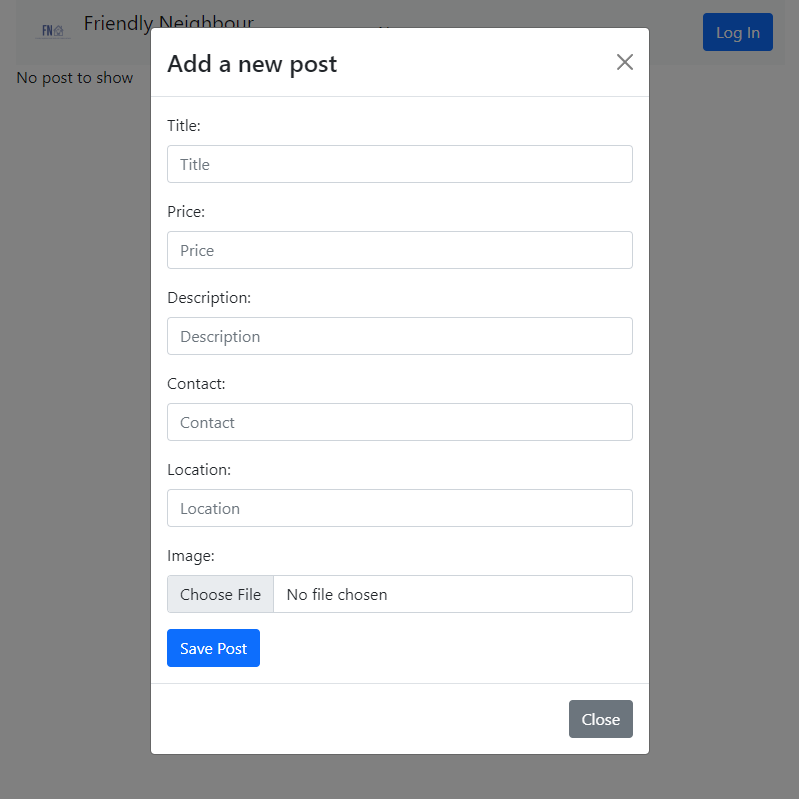 FN
Friendly Neighbour
Log In
No post to show
Add a new post
Title:
Title
Price:
Price
Description:
Description
Contact:
Contact
Location:
Location
Image:
Choose File No file chosen
Save Post
Close